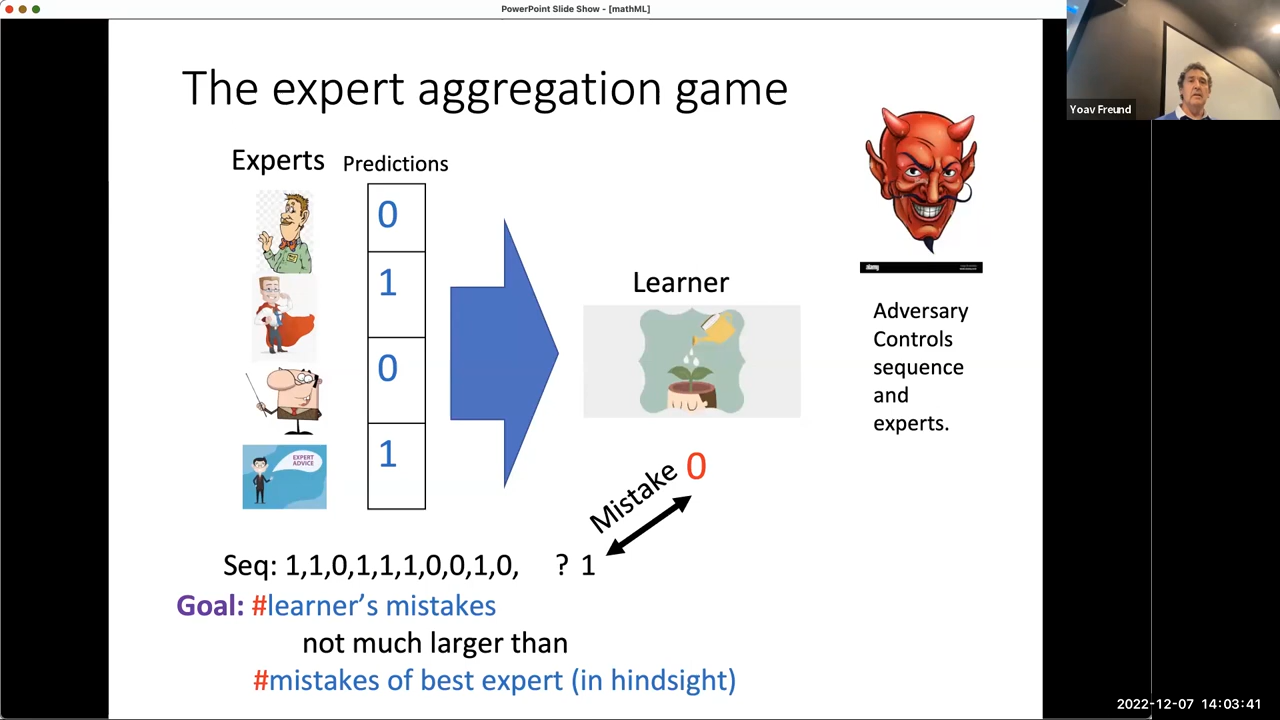 PowerPoint Slide Show - [mathML]
Yoav Freund
The expert aggregation game
Experts
Predictions
0
1
0
1
EXPERT
ADVICE
Learner
alamy
Adversary
Controls
sequence
and
experts.
Mistake
0
Seq: 1,1,0,1,1,1,0,0,1,0, ? 1
Goal: #learner's mistakes
not much larger than
#mistakes of best expert (in hindsight)
2022-12-07 14:03:41